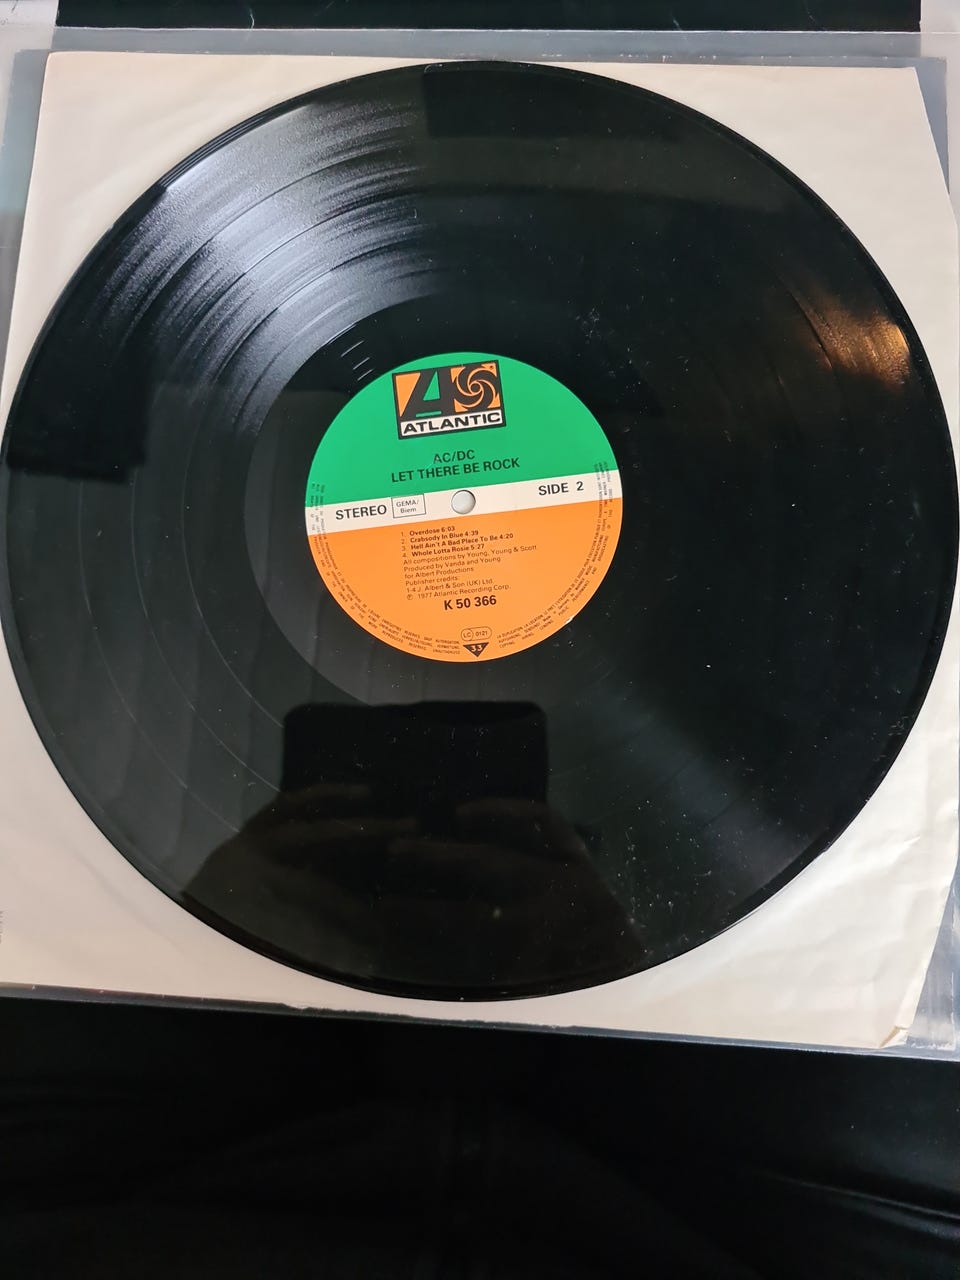 ATLANTIC
AC/DC
LET THERE BE ROCK
STEREO GEMA/ Biem SIDE 2
1. Overdose 6:03
2. Crabsody In Blue 4:39
3. Hell Ain't A Bad Place To Be 4:20
4. Whole Lotta Rosie 5:27
All compositions by Young, Young & Scott
Produced by Vanda and Young
for Albert Productions
Publisher credits:
1-4 J. Albert & Son (UK) Ltd.
℗ 1977 Atlantic Recording Corp.
K 50 366
LC 0121
33